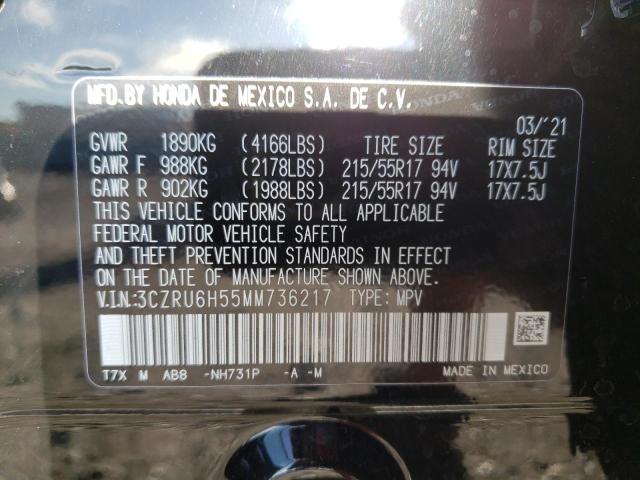 MFD.BY HONDA DE MEXICO S.A. DE C.V.
03/'21
GVWR 1890KG (4166LBS) TIRE SIZE RIM SIZE
GAWR F 988KG (2178LBS) 215/55R17 94V 17X7.5J
GAWR R 902KG (1988LBS) 215/55R17 94V 17X7.5J
THIS VEHICLE CONFORMS TO ALL APPLICABLE
FEDERAL MOTOR VEHICLE SAFETY
AND THEFT PREVENTION STANDARDS IN EFFECT
ON THE DATE OF MANUFACTURE SHOWN ABOVE.
V.I.N.:3CZRU6H55MM736217 TYPE: MPV
T7X M AB8 -NH731P -A -M MADE IN MEXICO